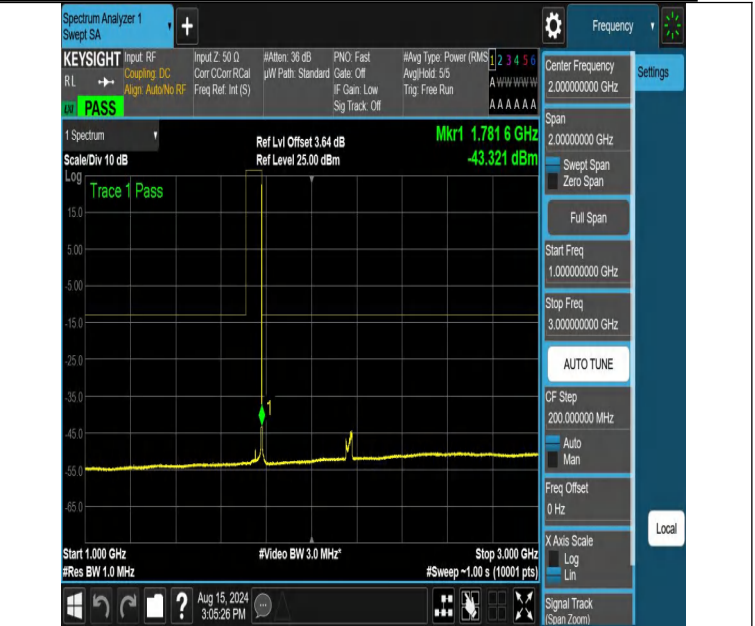 Spectrum Analyzer 1
Swept SA
+
Frequency
KEYSIGHT
RL
PASS
Input: RF
Coupling: DC
Align: Auto/No RF
Input Z: 50 Ω
Corr CCorr RCal
Freq Ref: Int (S)
#Atten: 36 dB
µW Path: Standard
PNO: Fast
Gate: Off
IF Gain: Low
Sig Track: Off
#Avg Type: Power (RMS
Avg|Hold: 5/5
Trig: Free Run
1 2 3 4 5 6
A W W W W W
A A A A A A
Center Frequency
2.000000000 GHz
Settings
Span
2.00000000 GHz
Swept Span
Zero Span
Full Span
Start Freq
1.000000000 GHz
Stop Freq
3.000000000 GHz
AUTO TUNE
CF Step
200.000000 MHz
Auto
Man
Freq Offset
0 Hz
X Axis Scale
Log
Lin
Signal Track
(Span Zoom)
Local
1 Spectrum
Scale/Div 10 dB
Ref Lvl Offset 3.64 dB
Ref Level 25.00 dBm
Mkr1 1.781 6 GHz
-43.321 dBm
Log
Trace 1 Pass
15.0
5.00
-5.00
-15.0
-25.0
-35.0
-45.0
-55.0
-65.0
1
Start 1.000 GHz
#Res BW 1.0 MHz
#Video BW 3.0 MHz*
Stop 3.000 GHz
#Sweep ~1.00 s (10001 pts)
?
Aug 15, 2024
3:05:26 PM